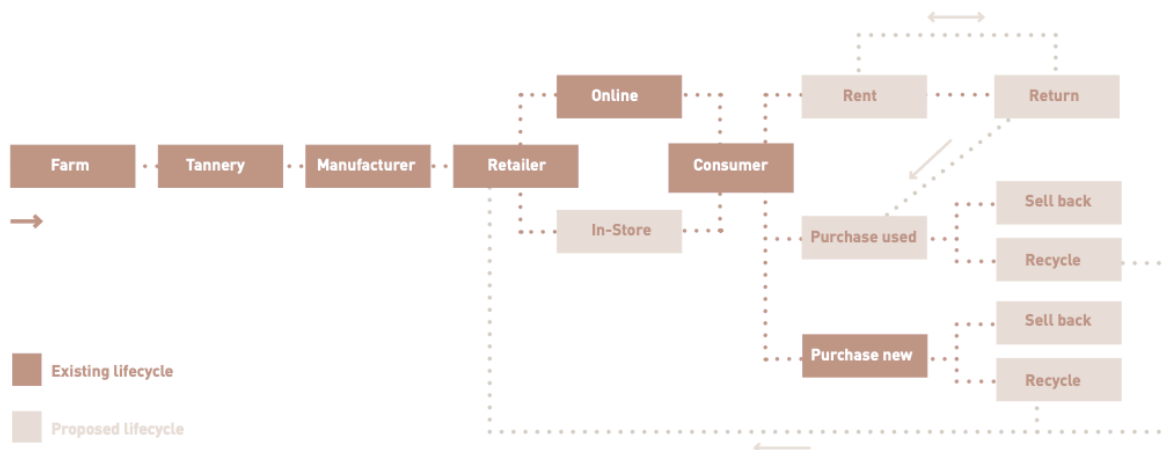 Online
Rent
Return
Farm
Tannery
Manufacturer
Retailer
Consumer
In-Store
Purchase used
Sell back
Recycle
Purchase new
Sell back
Recycle
Existing lifecycle
Proposed lifecycle